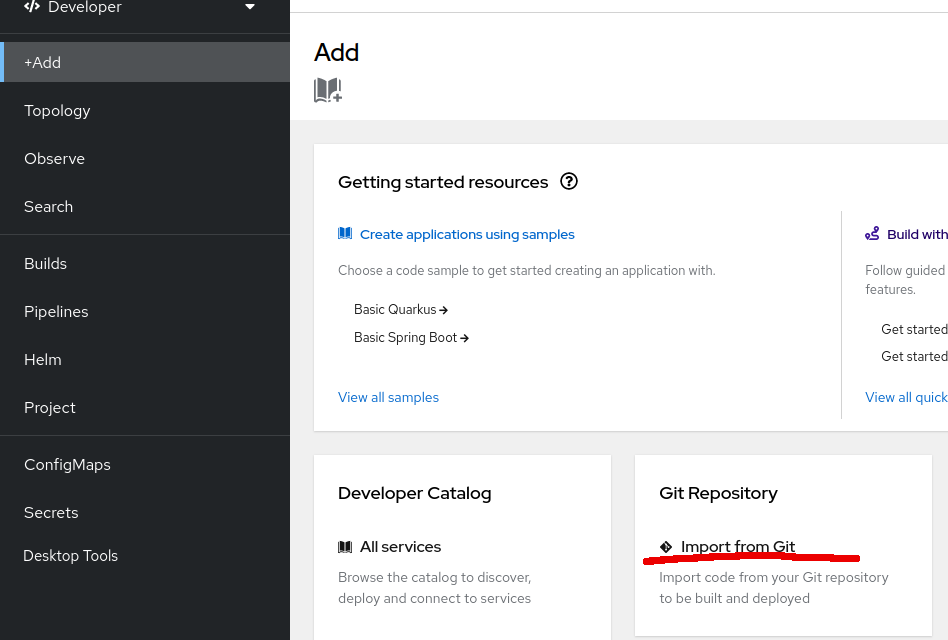 Developer
+Add
Topology
Observe
Search
Builds
Pipelines
Helm
Project
ConfigMaps
Secrets
Desktop Tools
Add
Getting started resources
Create applications using samples
Choose a code sample to get started creating an application with.
Basic Quarkus
Basic Spring Boot
View all samples
Build with
Follow guided
features.
Get started
Get started
View all quick
Developer Catalog
All services
Browse the catalog to discover,
deploy and connect to services
Git Repository
Import from Git
Import code from your Git repository
to be built and deployed